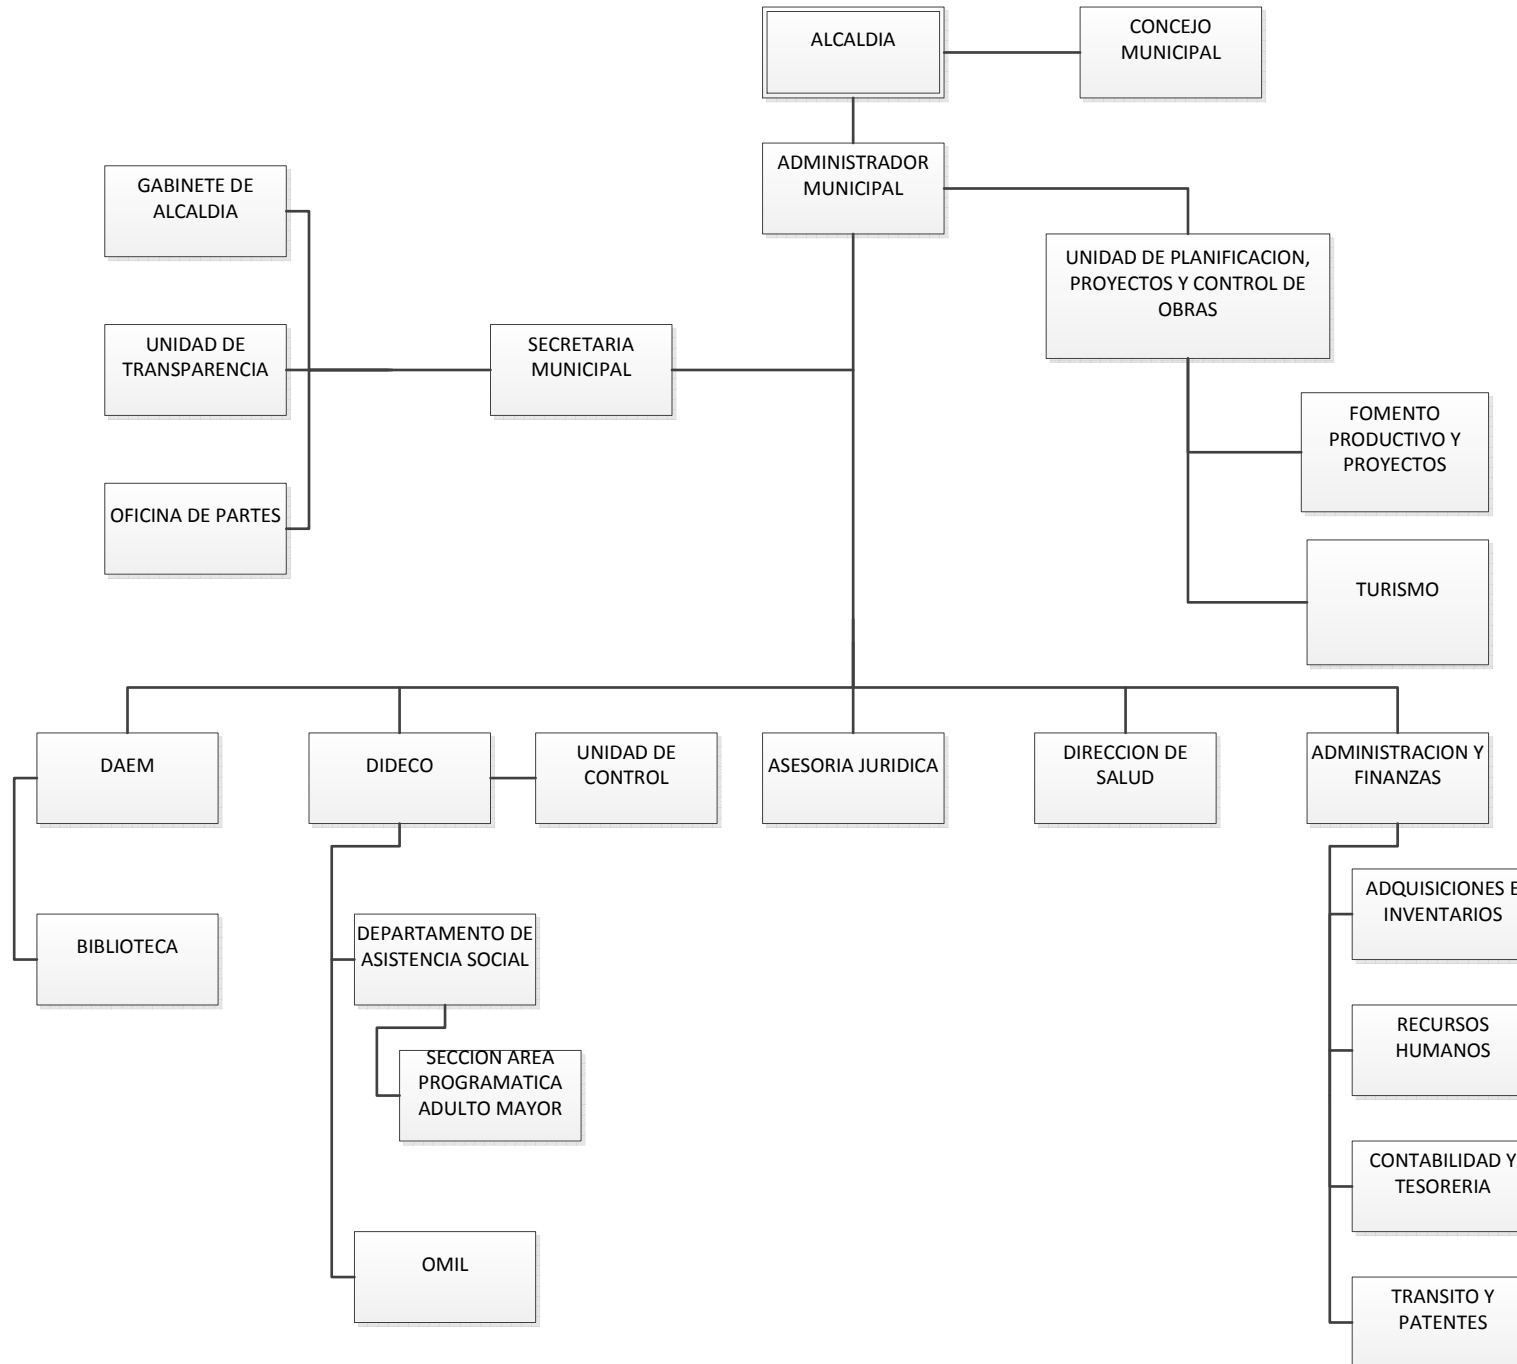 ALCALDIA
CONCEJO
MUNICIPAL
ADMINISTRADOR
MUNICIPAL
GABINETE DE
ALCALDIA
UNIDAD DE PLANIFICACION,
PROYECTOS Y CONTROL DE
OBRAS
UNIDAD DE
TRANSPARENCIA
SECRETARIA
MUNICIPAL
FOMENTO
PRODUCTIVO Y
PROYECTOS
OFICINA DE PARTES
TURISMO
DAEM
DIDECO
UNIDAD DE
CONTROL
ASESORIA JURIDICA
DIRECCION DE
SALUD
ADMINISTRACION Y
FINANZAS
BIBLIOTECA
DEPARTAMENTO DE
ASISTENCIA SOCIAL
SECCION AREA
PROGRAMATICA
ADULTO MAYOR
OMIL
ADQUISICIONES E
INVENTARIOS
RECURSOS
HUMANOS
CONTABILIDAD Y
TESORERIA
TRANSITO Y
PATENTES